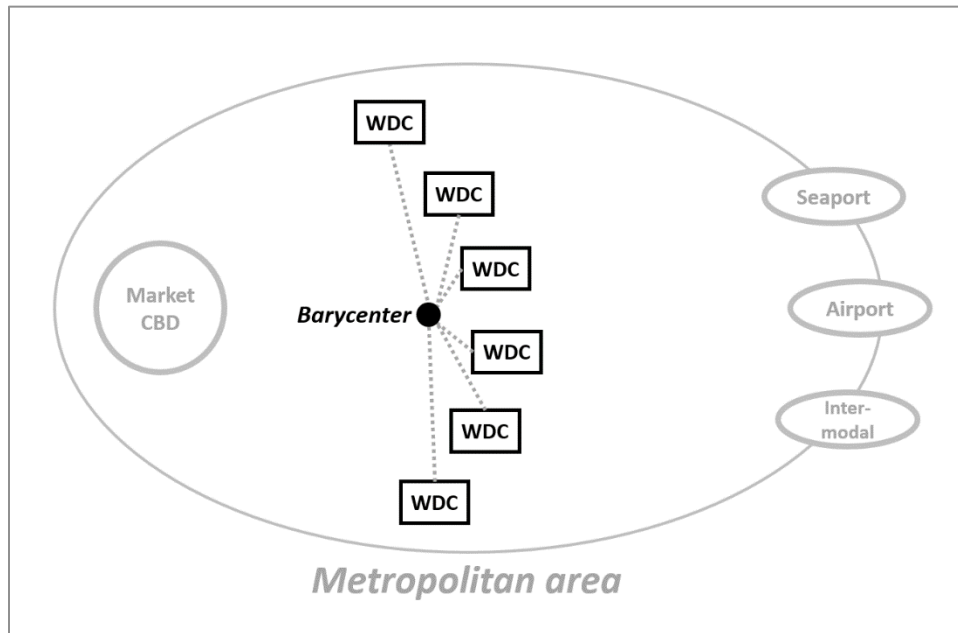 WDC
WDC
Seaport
WDC
Market
CBD
Barycenter
Airport
WDC
Inter-
modal
WDC
WDC
Metropolitan area